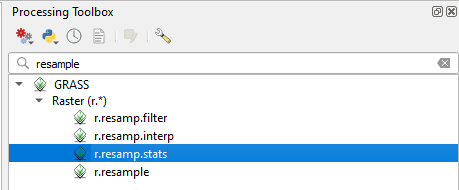 Processing Toolbox
resample
GRASS
Raster (r.*)
r.resamp.filter
r.resamp.interp
r.resamp.stats
r.resample